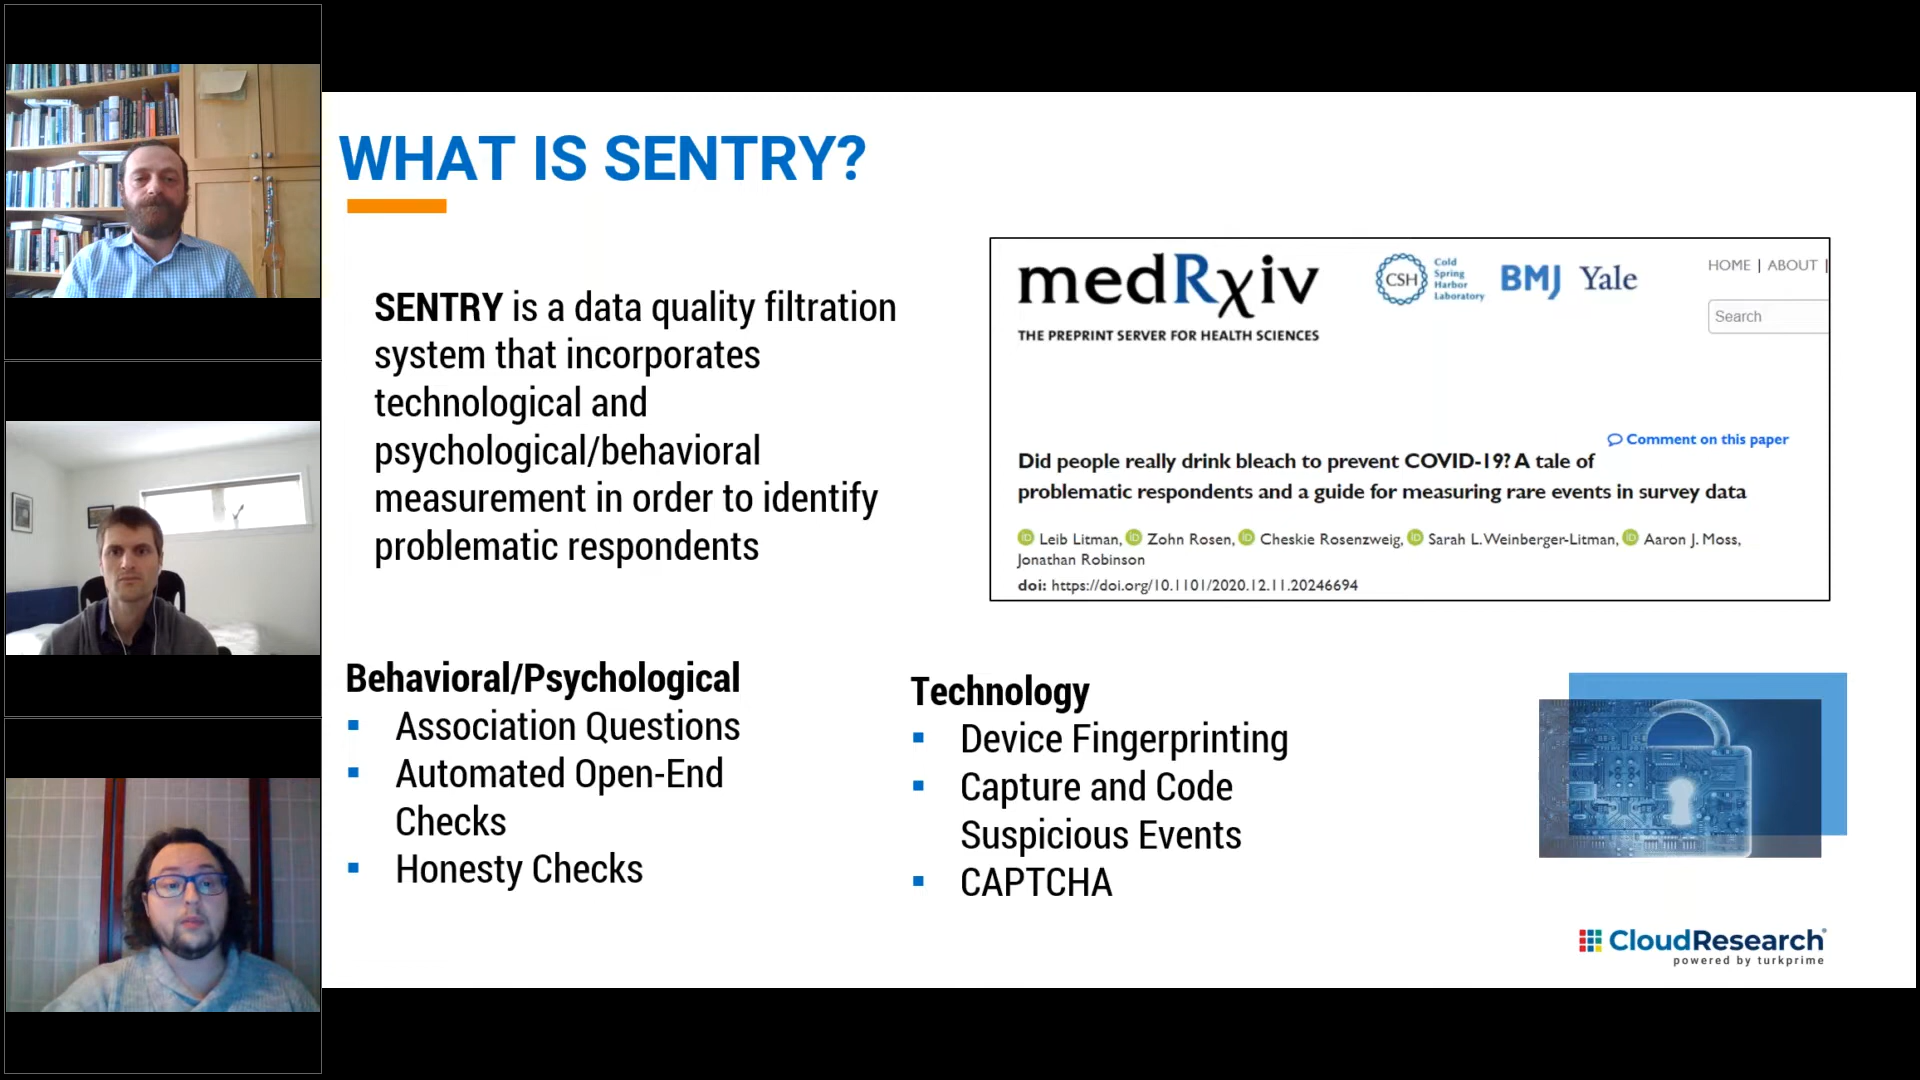 WHAT IS SENTRY?
SENTRY is a data quality filtration
system that incorporates
technological and
psychological/behavioral
measurement in order to identify
problematic respondents
medRxiv
THE PREPRINT SERVER FOR HEALTH SCIENCES
CSH
Cold
Spring
Harbor
Laboratory
BMJ Yale
HOME | ABOUT |
Search
Comment on this paper
Did people really drink bleach to prevent COVID-19? A tale of
problematic respondents and a guide for measuring rare events in survey data
iD Leib Litman, iD Zohn Rosen, iD Cheskie Rosenzweig, iD Sarah L. Weinberger-Litman, iD Aaron J. Moss,
Jonathan Robinson
doi: https://doi.org/10.1101/2020.12.11.20246694
Behavioral/Psychological
▪ Association Questions
▪ Automated Open-End
Checks
▪ Honesty Checks
Technology
▪ Device Fingerprinting
▪ Capture and Code
Suspicious Events
▪ CAPTCHA
CloudResearch®
powered by turkprime